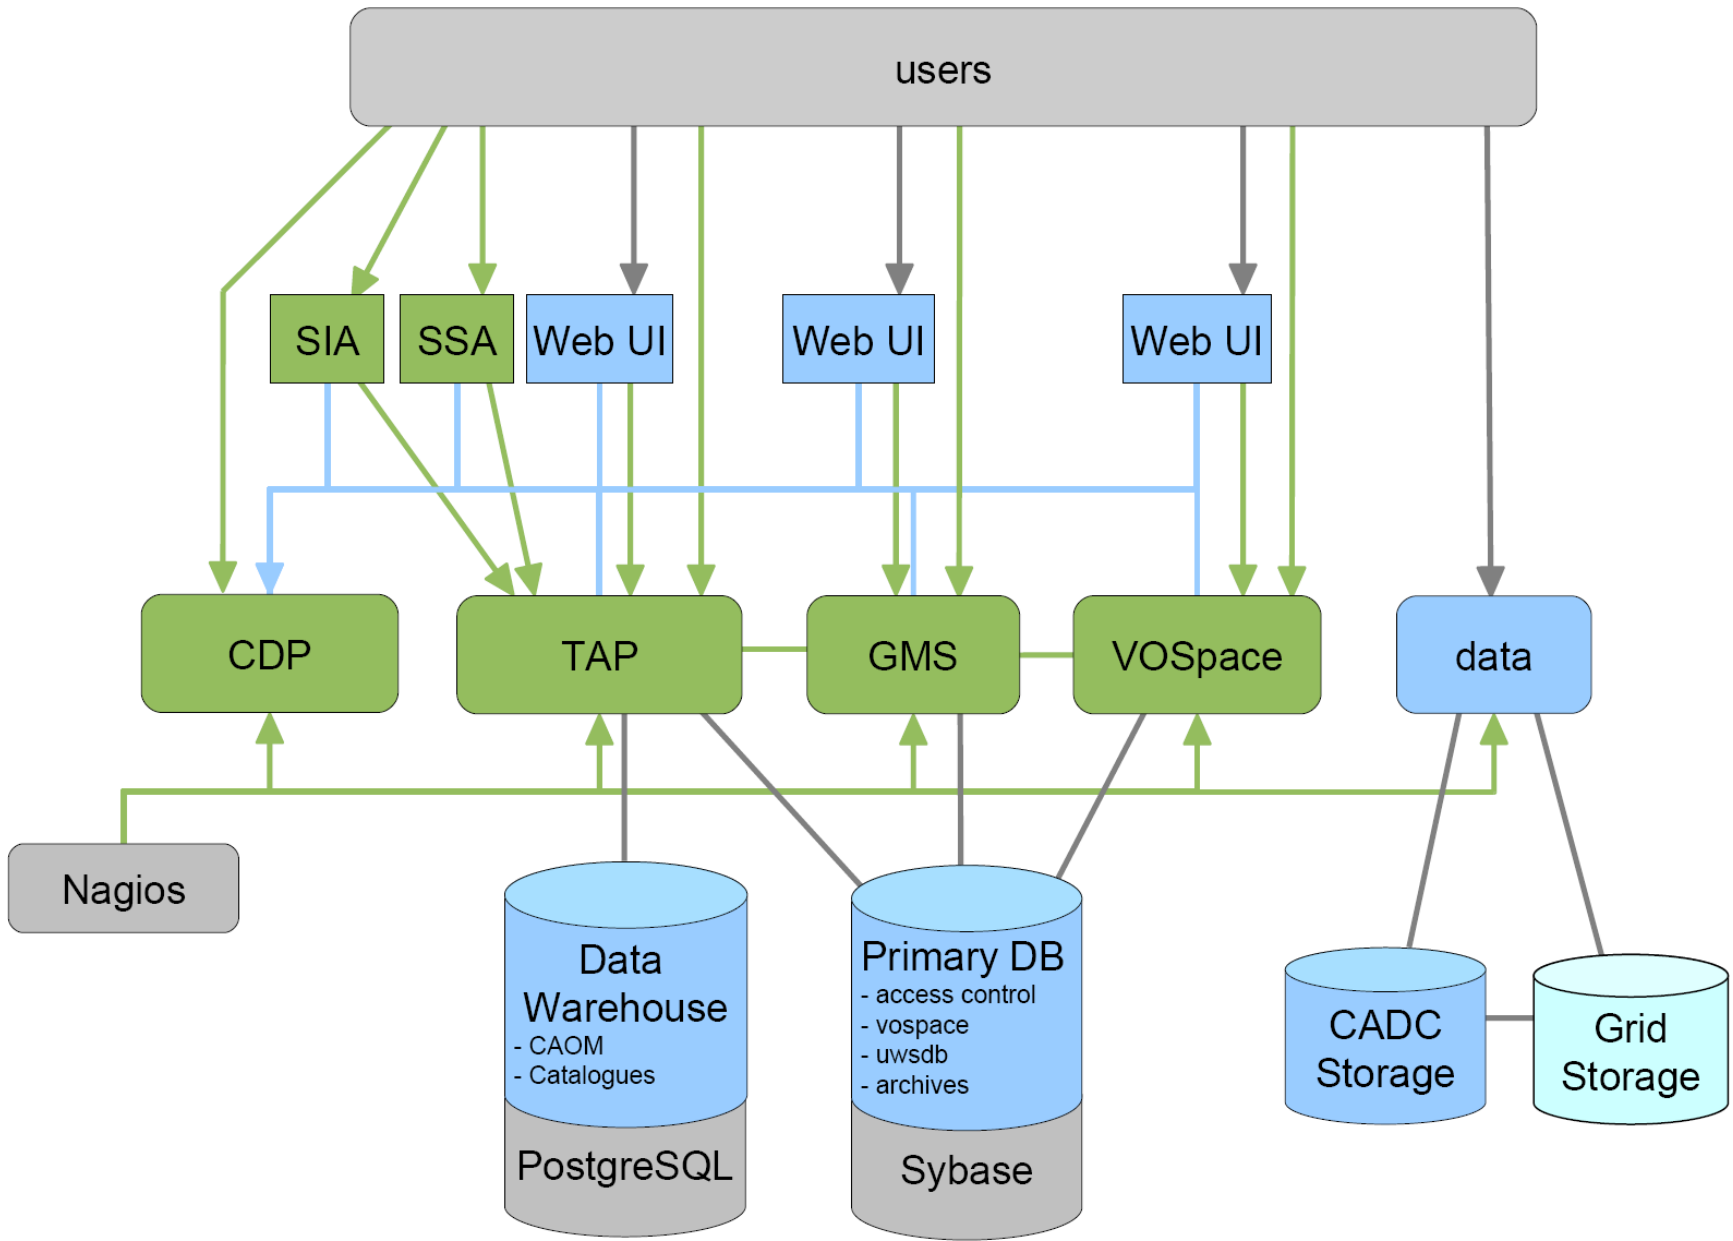 users
SIA
SSA
Web UI
Web UI
Web UI
CDP
TAP
GMS
VOSpace
data
Nagios
Data
Warehouse
- CAOM
- Catalogues
PostgreSQL
Primary DB
- access control
- vospace
- uwsdb
- archives
Sybase
CADC
Storage
Grid
Storage